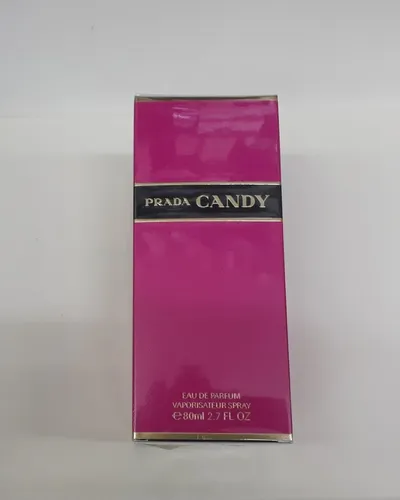 PRADA CANDY
EAU DE PARFUM
VAPORISATEUR SPRAY
℮80ml 2.7 FL OZ